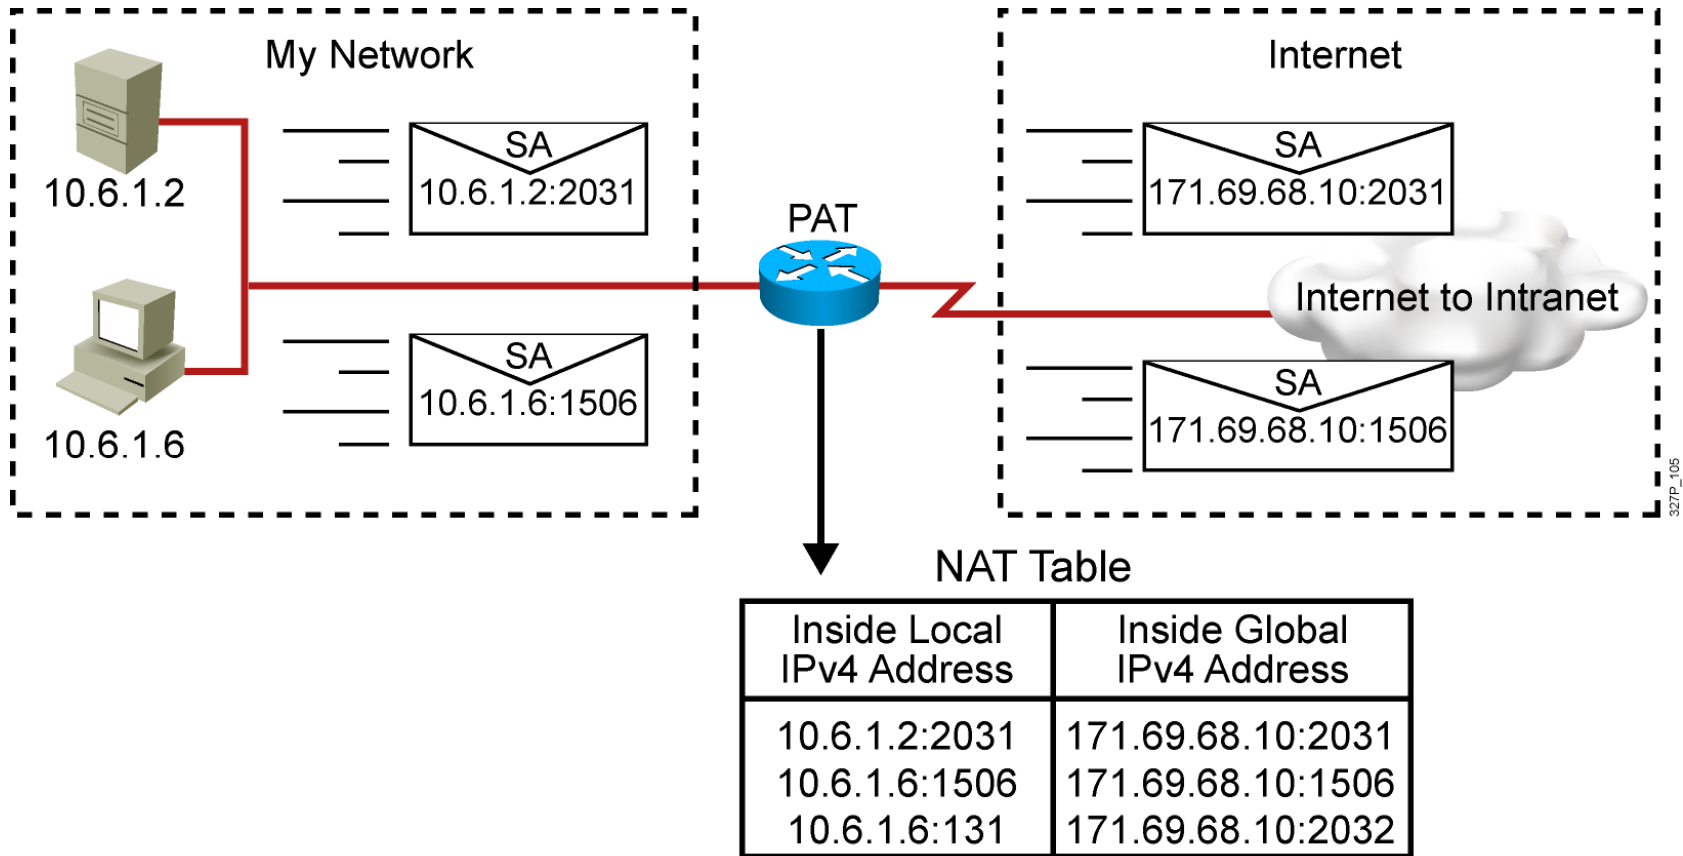 My Network
Internet
SA
10.6.1.2:2031
SA
171.69.68.10:2031
10.6.1.2
PAT
Internet to Intranet
SA
10.6.1.6:1506
SA
171.69.68.10:1506
10.6.1.6
327P_105
NAT Table
Inside Local
IPv4 Address
Inside Global
IPv4 Address
10.6.1.2:2031
171.69.68.10:2031
10.6.1.6:1506
171.69.68.10:1506
10.6.1.6:131
171.69.68.10:2032